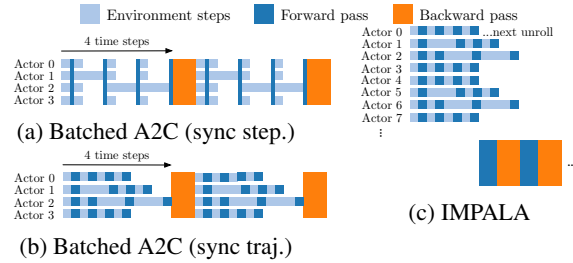 Environment steps Forward pass Backward pass
4 time steps
Actor 0
Actor 1
Actor 2
Actor 3
(a) Batched A2C (sync step.)
4 time steps
Actor 0
Actor 1
Actor 2
Actor 3
(b) Batched A2C (sync traj.)
Actor 0 ...next unroll
Actor 1
Actor 2
Actor 3
Actor 4
Actor 5
Actor 6
Actor 7
⋮
...
(c) IMPALA